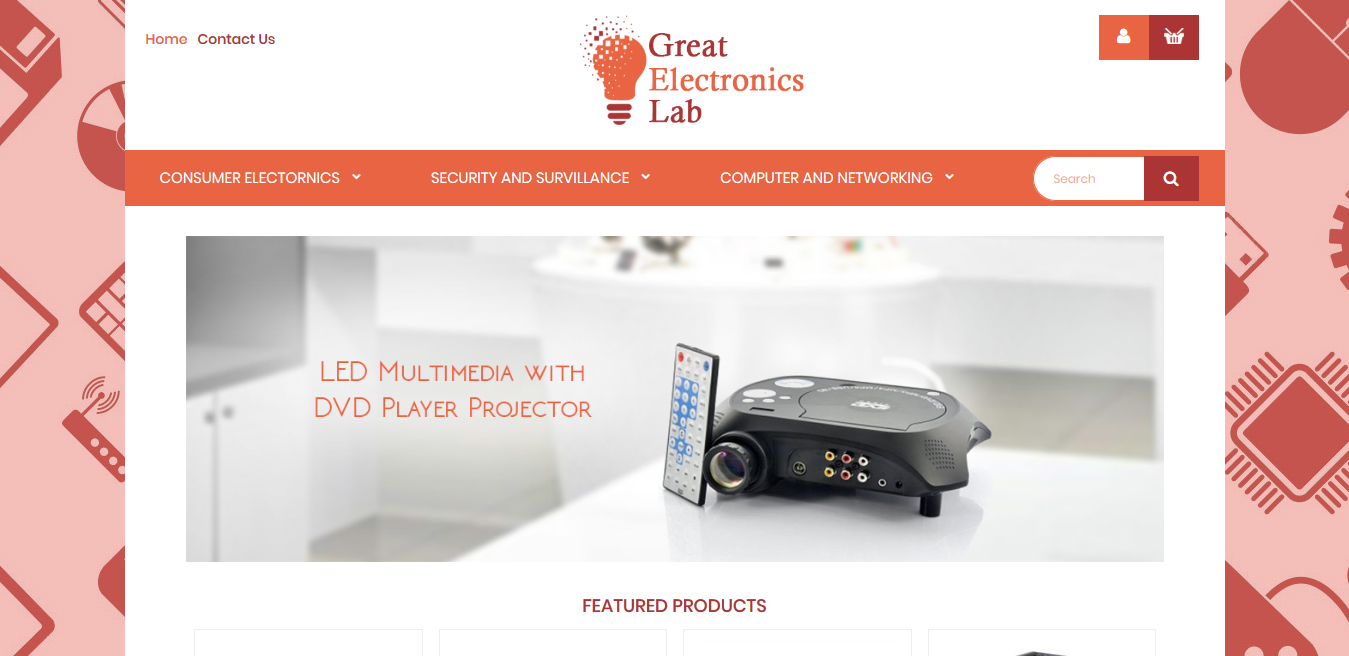 Home Contact Us
Great
Electronics
Lab
CONSUMER ELECTORNICS SECURITY AND SURVILLANCE COMPUTER AND NETWORKING Search
LED Multimedia with
DVD Player Projector
FEATURED PRODUCTS